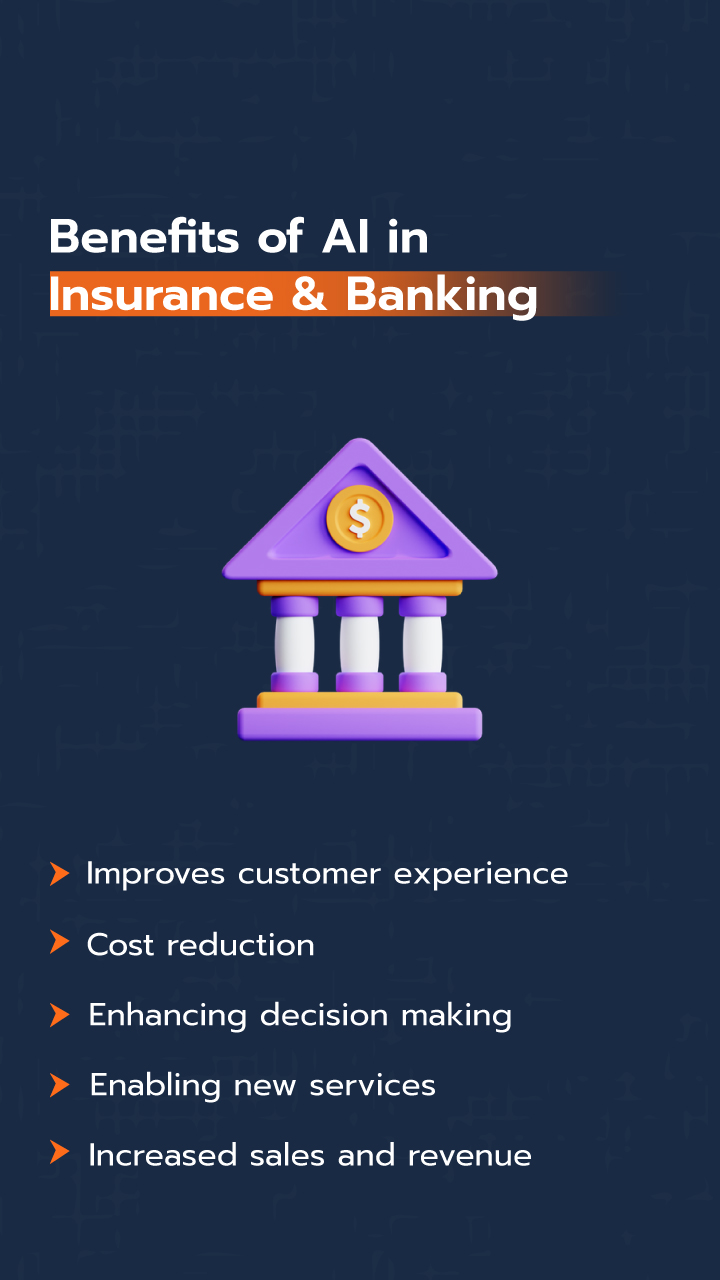 Benefits of AI in
Insurance & Banking
$
Improves customer experience
Cost reduction
Enhancing decision making
Enabling new services
Increased sales and revenue